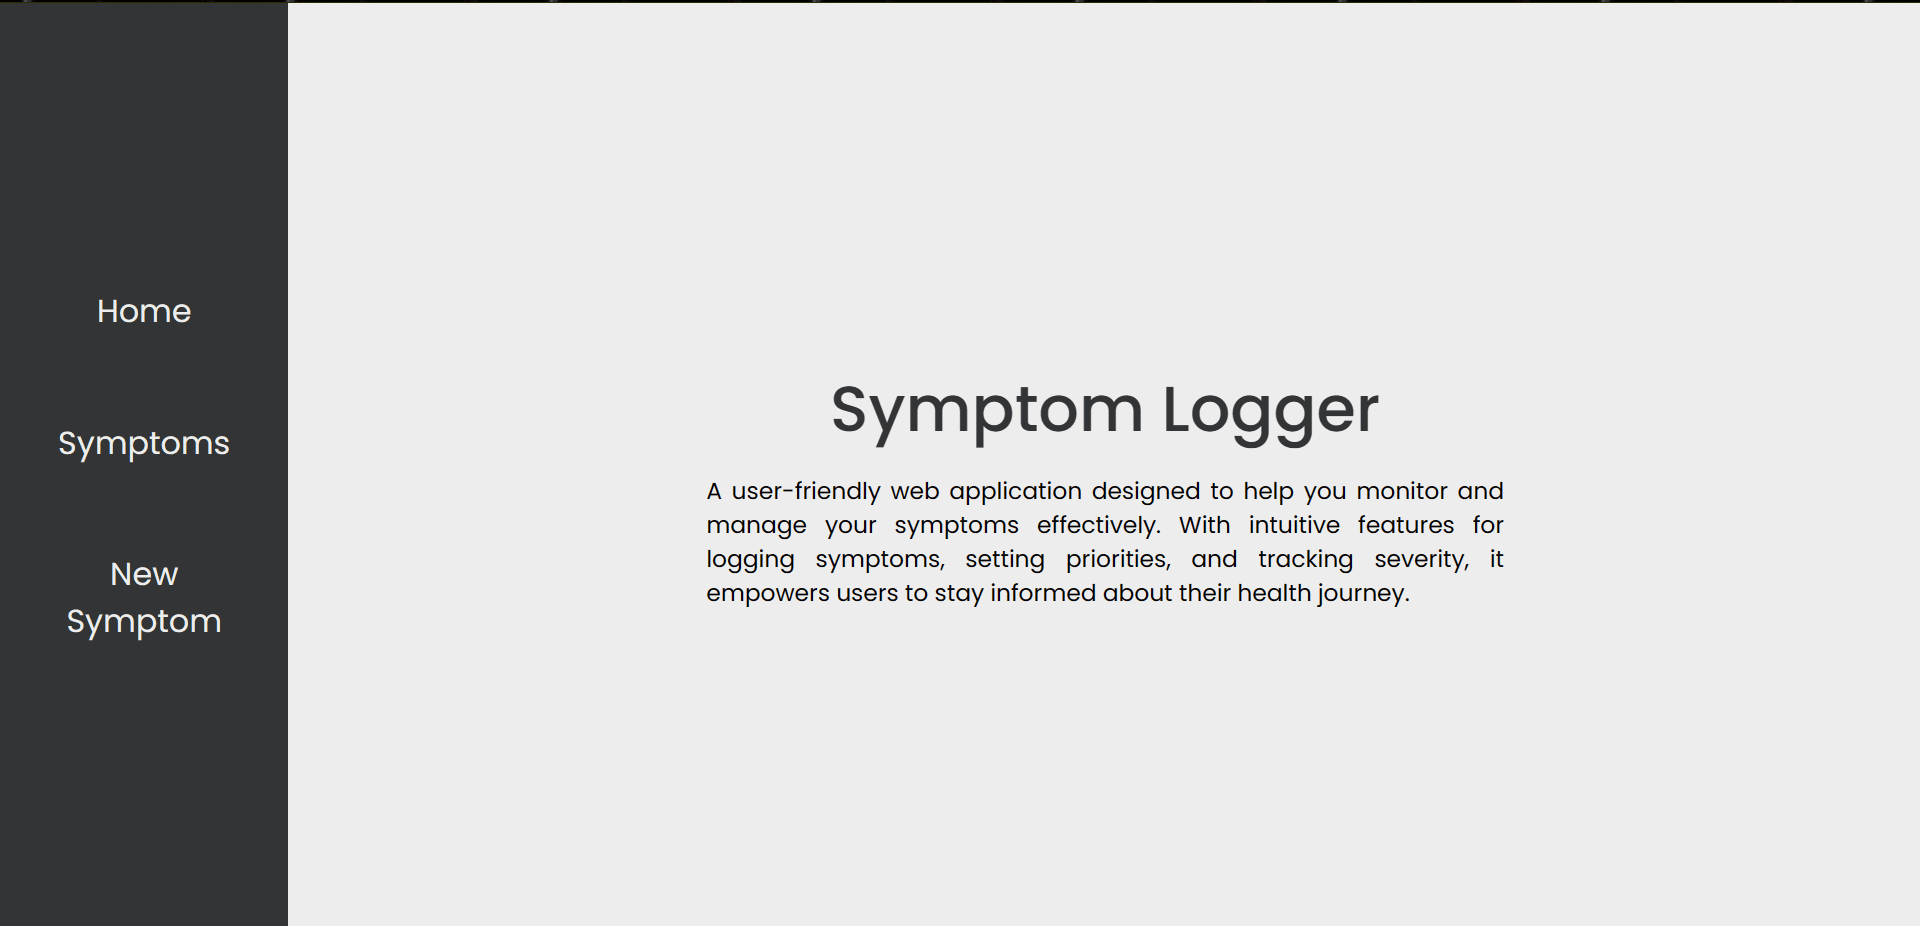 Home
Symptoms
New
Symptom
Symptom Logger
A user-friendly web application designed to help you monitor and
manage your symptoms effectively. With intuitive features for
logging symptoms, setting priorities, and tracking severity, it
empowers users to stay informed about their health journey.